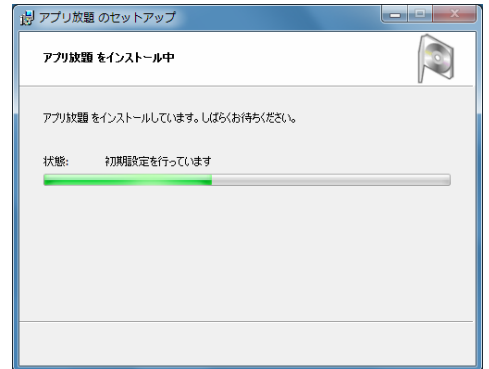 アプリ放題 のセットアップ
アプリ放題 をインストール中
アプリ放題 をインストールしています。しばらくお待ちください。
状態: 初期設定を行っています